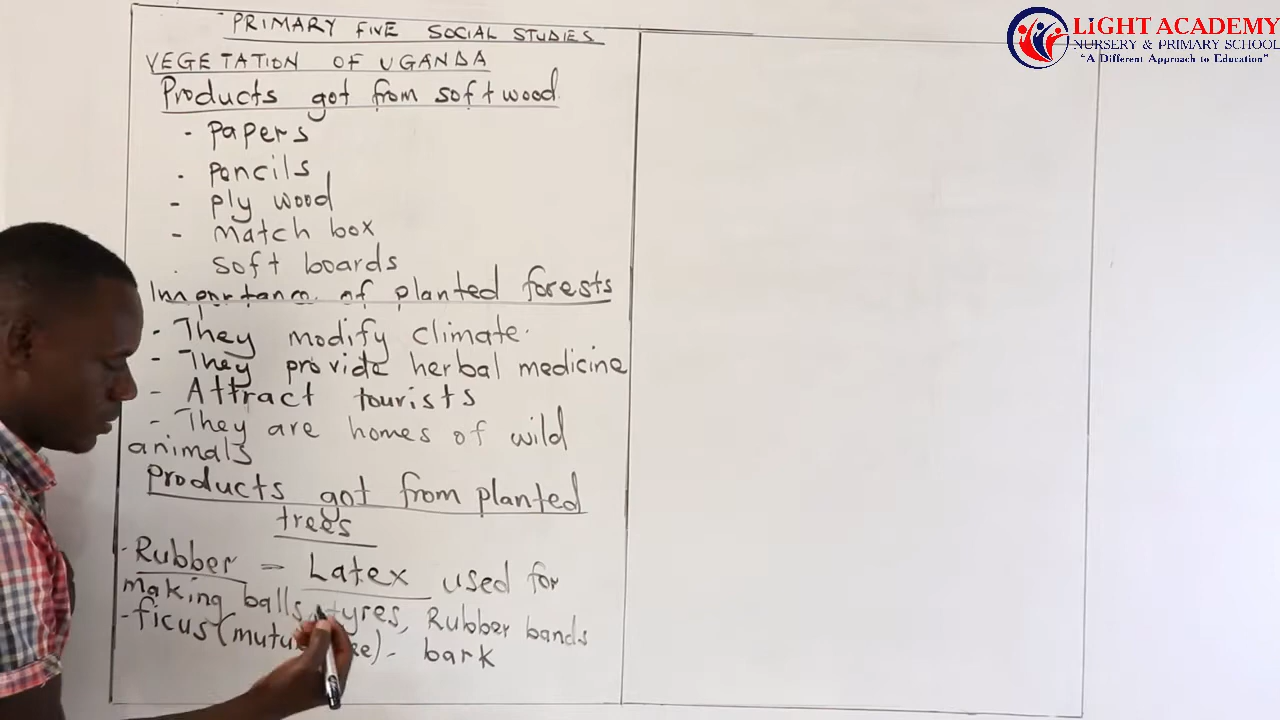 PRIMARY FIVE SOCIAL STUDIES
VEGETATION OF UGANDA
Products got from softwood
- Papers
- Pencils
- Ply wood
- Match box
. Soft boards
Importance of planted forests
- They modify climate.
- They provide herbal medicine
- Attract tourists
- They are homes of wild
animals
Products got from planted
trees
- Rubber = Latex used for
making balls, tyres, Rubber bands
- ficus (mutu - bark
LIGHT ACADEMY
NURSERY & PRIMARY SCHOOL
"A Different Approach to Education"